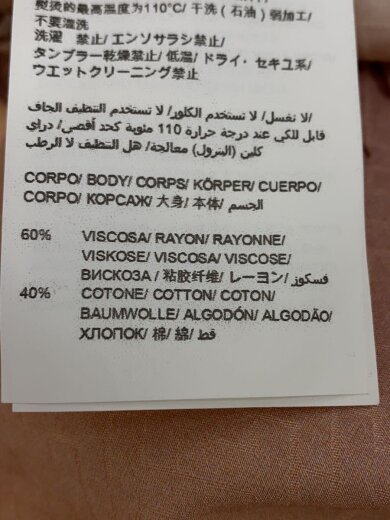 熨烫的最高温度为110°C/ 干洗 ( 石油 ) 弱加工/
不要湿洗
洗濯 禁止/ エンソサラシ禁止/
タンブラー乾燥禁止/ 低温/ ドライ・セキユ系/
ウエットクリーニング禁止
/لا تغسل/ لا تستخدم الكلور/ لا تستخدم التنظيف الجاف
قابل للكي عند درجة حرارة 110 مئوية كحد أقصى/ دراي
كلين (البترول) معالجة/ هل التنظيف لا الرطب
CORPO/ BODY/ CORPS/ KÖRPER/ CUERPO/
CORPO/ КОРСАЖ/ 大身/ 本体/ الجسم
60% VISCOSA/ RAYON/ RAYONNE/
VISKOSE/ VISCOSA/ VISCOSE/
ВИСКОЗА / 粘胶纤维/ レーヨン/ فسكوز
40% COTONE/ COTTON/ COTON/
BAUMWOLLE/ ALGODÓN/ ALGODÃO/
ХЛОПОК/ 棉/ 綿/ قط